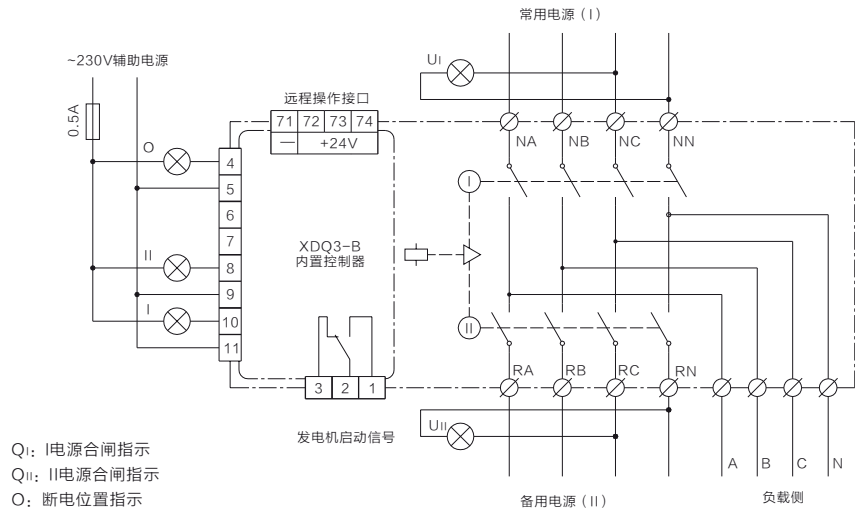 常用电源（I）
~230V辅助电源
UI
0.5A
远程操作接口
71 72 73 74
— +24V
NA NB NC NN
O
4
5
6
7
8
9
10
11
I
II
I
XDQ3-B
内置控制器
II
RA RB RC RN
3 2 1
发电机启动信号
UII
A B C N
QI：I电源合闸指示
QII：II电源合闸指示
O：断电位置指示
备用电源（II）
负载侧